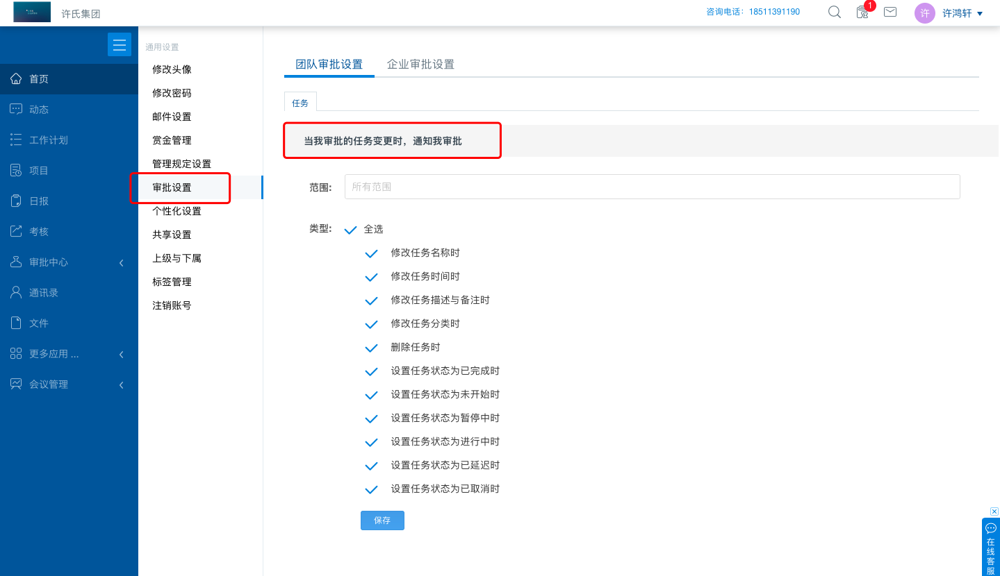 许氏集团
咨询电话：18511391190
1
许
许鸿轩
首页
动态
工作计划
项目
日报
考核
审批中心
通讯录
文件
更多应用 ...
会议管理
通用设置
修改头像
修改密码
邮件设置
赏金管理
管理规定设置
审批设置
个性化设置
共享设置
上级与下属
标签管理
注销账号
团队审批设置 企业审批设置
任务
当我审批的任务变更时，通知我审批
范围: 所有范围
类型: 全选
修改任务名称时
修改任务时间时
修改任务描述与备注时
修改任务分类时
删除任务时
设置任务状态为已完成时
设置任务状态为未开始时
设置任务状态为暂停中时
设置任务状态为进行中时
设置任务状态为已延迟时
设置任务状态为已取消时
保存
在线客服